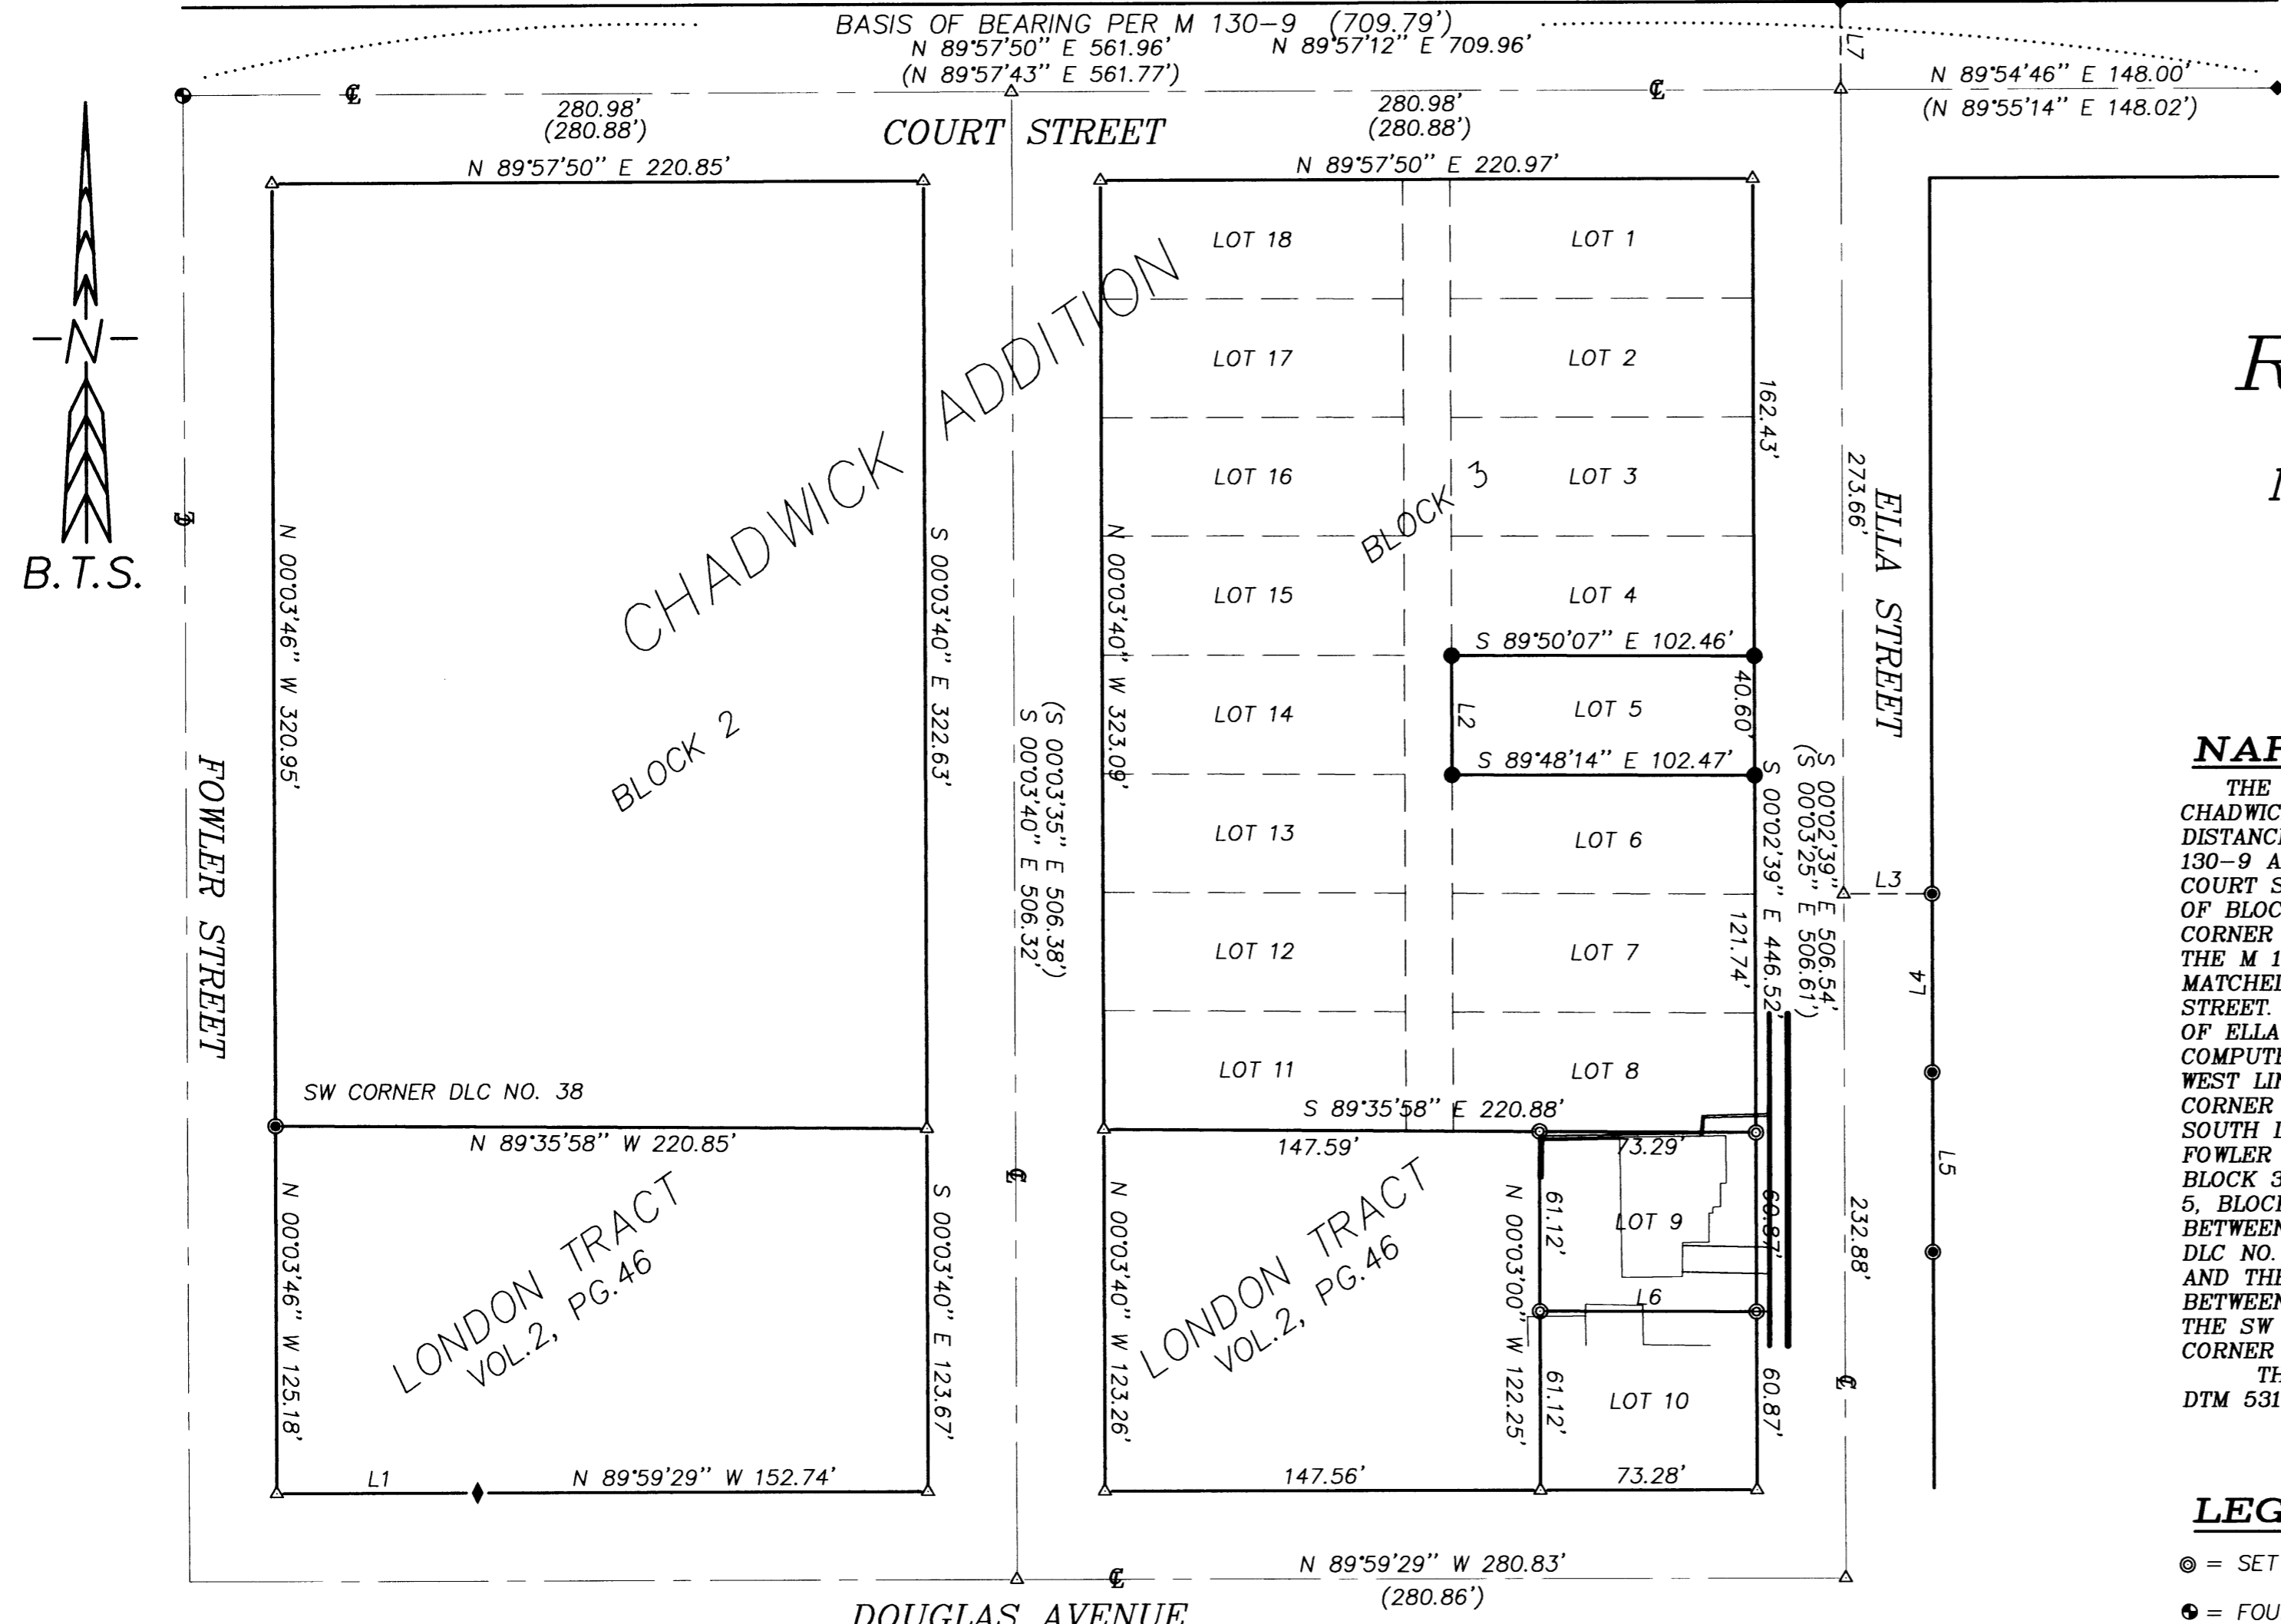 BASIS OF BEARING PER M 130-9 (709.79')
N 89°57'50" E 561.96' N 89°57'12" E 709.96'
(N 89°57'43" E 561.77')
L7
N 89°54'46" E 148.00'
(N 89°55'14" E 148.02')
280.98'
(280.88')
COURT STREET
280.98'
(280.88')
N 89°57'50" E 220.85'
N 89°57'50" E 220.97'
N
B.T.S.
CHADWICK ADDITION
BLOCK 2
BLOCK 3
LOT 18
LOT 1
LOT 17
LOT 2
LOT 16
LOT 3
LOT 15
LOT 4
162.43'
273.66'
ELLA STREET
N 00°03'46" W 320.95'
S 00°03'40" E 322.63'
N 00°03'40" W 323.09'
S 89°50'07" E 102.46'
LOT 14
L2
LOT 5
40.60'
S 89°48'14" E 102.47'
(S 00°03'35" E 506.38')
S 00°03'40" E 506.32'
S 00°02'39" E 446.52'
S 00°02'39" E 506.54'
(S 00°03'25" E 506.61')
FOWLER STREET
LOT 13
LOT 6
L3
LOT 12
LOT 7
121.74'
L4
LOT 11
LOT 8
SW CORNER DLC NO. 38
N 89°35'58" W 220.85'
S 89°35'58" E 220.88'
147.59'
73.29'
L5
N 00°03'46" W 125.18'
S 00°03'40" E 123.67'
N 00°03'40" W 123.26'
N 00°03'00" W 122.25'
LONDON TRACT
VOL.2, PG.46
LONDON TRACT
VOL.2, PG.46
61.12'
LOT 9
60.87'
232.88'
L6
61.12'
LOT 10
60.87'
L1
N 89°59'29" W 152.74'
147.56'
73.28'
N 89°59'29" W 280.83'
(280.86')
DOUGLAS AVENUE
R
NAR
THE
CHADWIC
DISTANCE
130-9 A
COURT S
OF BLOC
CORNER
THE M 1
MATCHED
STREET.
OF ELLA
COMPUTE
WEST LIN
CORNER
SOUTH L
FOWLER
BLOCK 3
5, BLOCK
BETWEEN
DLC NO.
AND THE
BETWEEN
THE SW
CORNER
TH
DTM 531
LEG
= SET
= FOU